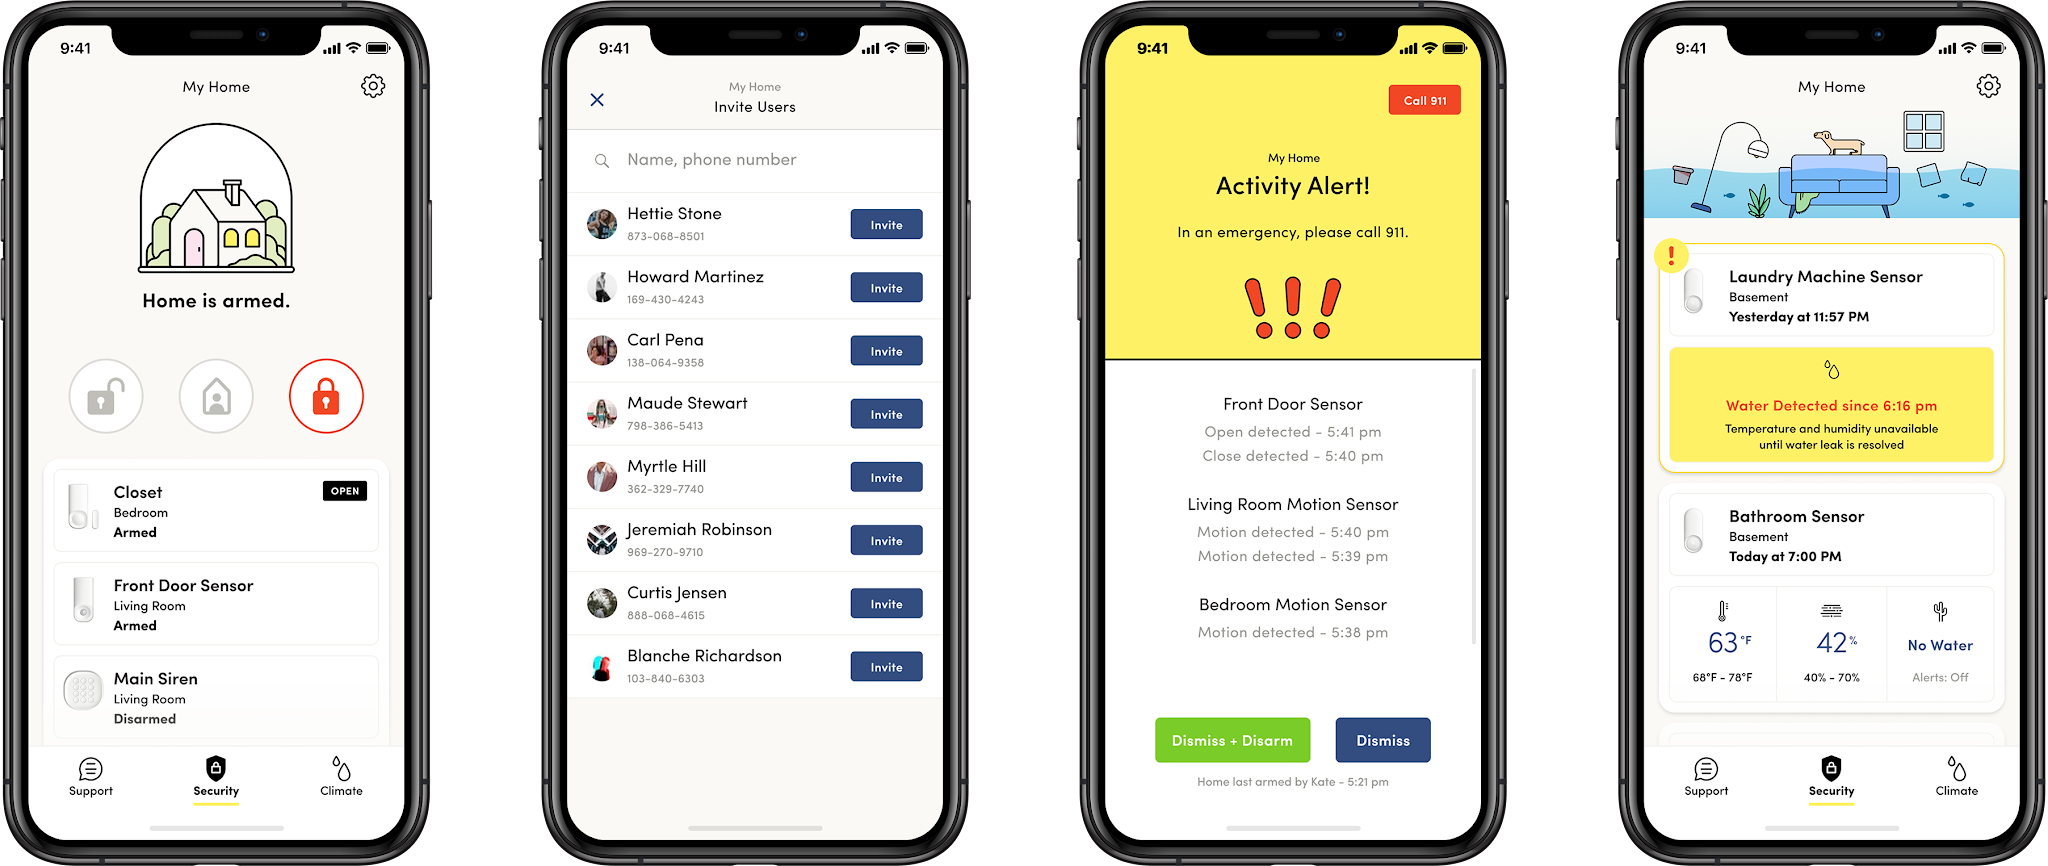 9:41
My Home
Home is armed.
Closet
OPEN
Bedroom
Armed
Front Door Sensor
Living Room
Armed
Main Siren
Living Room
Disarmed
Support
Security
Climate
9:41
My Home
Invite Users
Name, phone number
Hettie Stone
873-068-8501
Invite
Howard Martinez
169-430-4243
Invite
Carl Pena
138-064-9358
Invite
Maude Stewart
798-386-5413
Invite
Myrtle Hill
362-329-7740
Invite
Jeremiah Robinson
969-270-9710
Invite
Curtis Jensen
888-068-4615
Invite
Blanche Richardson
103-840-6303
Invite
9:41
Call 911
My Home
Activity Alert!
In an emergency, please call 911.
!!!
Front Door Sensor
Open detected - 5:41 pm
Close detected - 5:40 pm
Living Room Motion Sensor
Motion detected - 5:40 pm
Motion detected - 5:39 pm
Bedroom Motion Sensor
Motion detected - 5:38 pm
Dismiss + Disarm
Dismiss
Home last armed by Kate - 5:21 pm
9:41
My Home
!
Laundry Machine Sensor
Basement
Yesterday at 11:57 PM
Water Detected since 6:16 pm
Temperature and humidity unavailable
until water leak is resolved
Bathroom Sensor
Basement
Today at 7:00 PM
63°F
42%
No Water
68°F - 78°F
40% - 70%
Alerts: Off
Support
Security
Climate